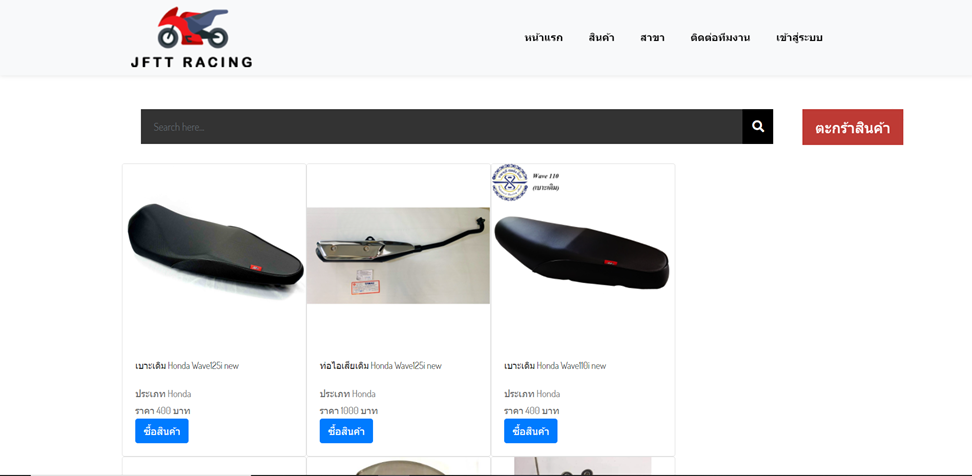 JFTT RACING
หน้าแรก
สินค้า
สาขา
ติดต่อทีมงาน
เข้าสู่ระบบ
Search here...
ตะกร้าสินค้า
เบาะเดิม Honda Wave125i new
ประเภท Honda
ราคา 400 บาท
ซื้อสินค้า
ท่อไอเสียเดิม Honda Wave125i new
ประเภท Honda
ราคา 1000 บาท
ซื้อสินค้า
Wave 110
(เบาะเดิม)
เบาะเดิม Honda Wave110i new
ประเภท Honda
ราคา 400 บาท
ซื้อสินค้า